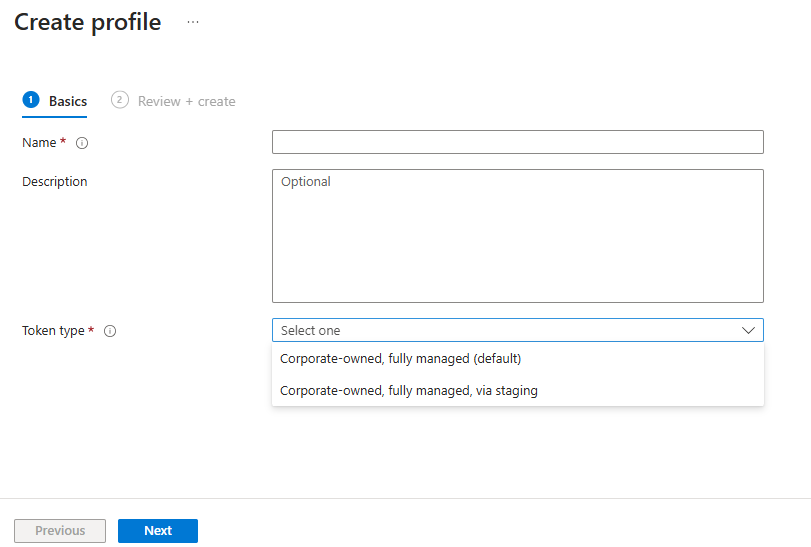 Create profile ...
1 Basics 2 Review + create
Name *
Description Optional
Token type * Select one
Corporate-owned, fully managed (default)
Corporate-owned, fully managed, via staging
Previous Next